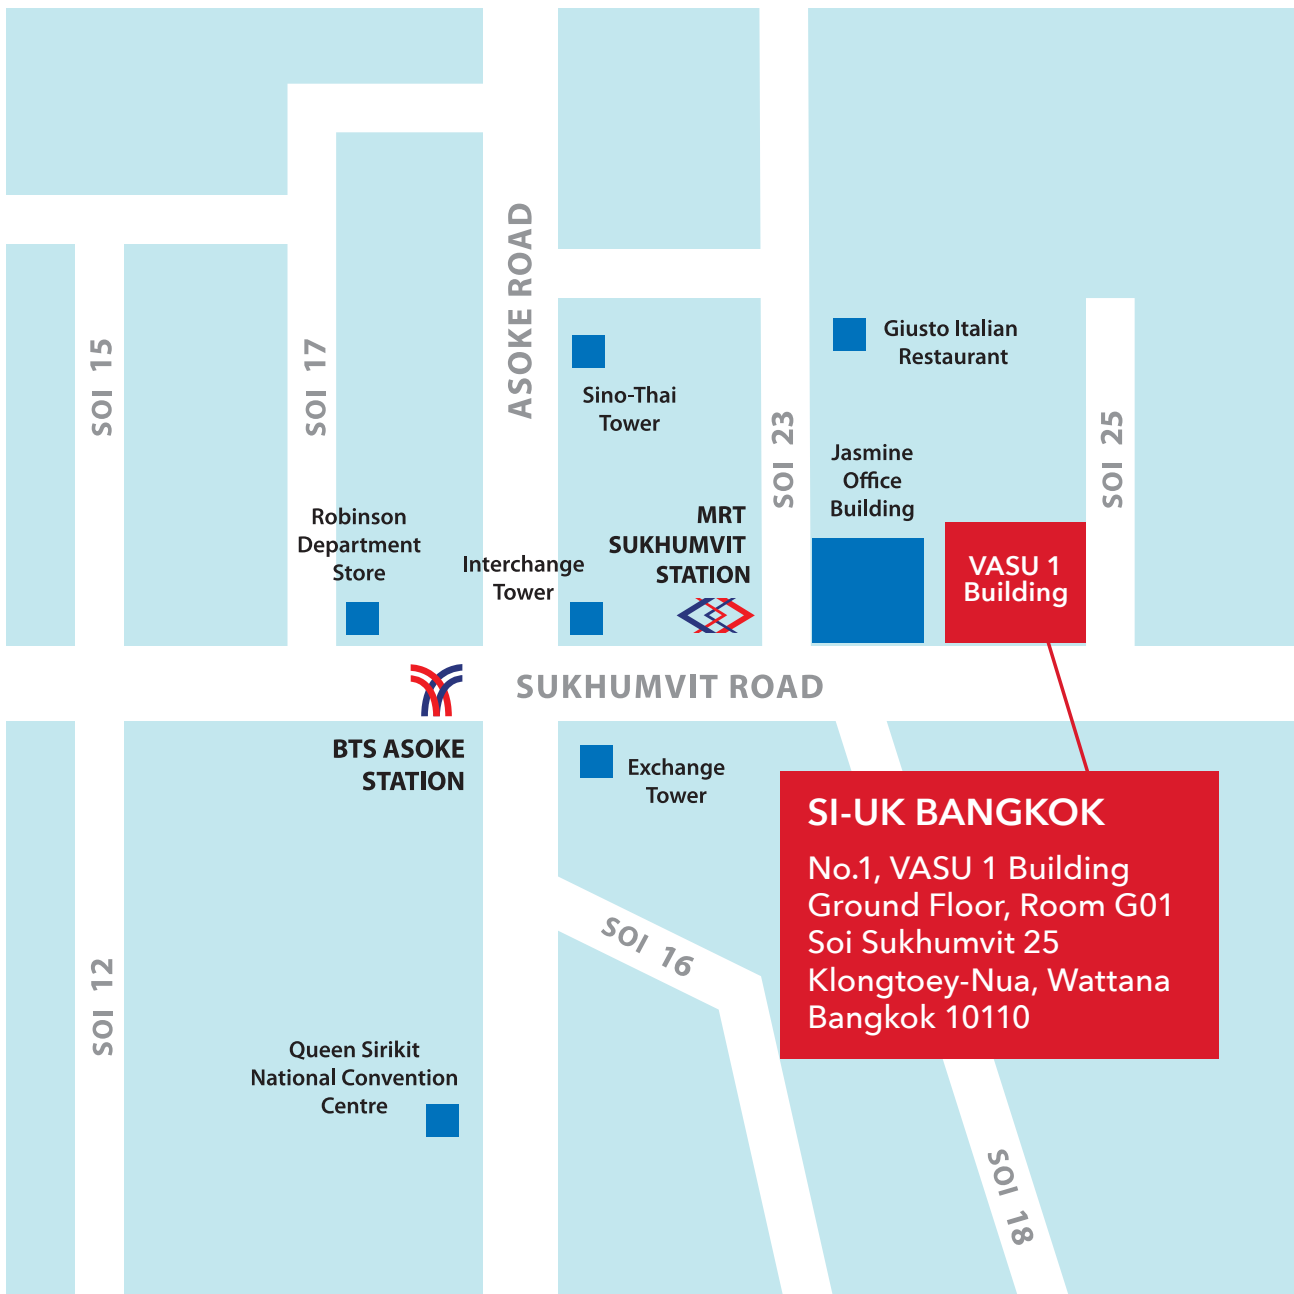 ASOKE ROAD
SOI 15
SOI 17
Giusto Italian
Restaurant
Sino-Thai
Tower
SOI 23
SOI 25
Jasmine
Office
Building
Robinson
Department
Store
Interchange
Tower
MRT
SUKHUMVIT
STATION
VASU 1
Building
SUKHUMVIT ROAD
BTS ASOKE
STATION
Exchange
Tower
SI-UK BANGKOK
No.1, VASU 1 Building
Ground Floor, Room G01
Soi Sukhumvit 25
Klongtoey-Nua, Wattana
Bangkok 10110
SOI 16
SOI 12
Queen Sirikit
National Convention
Centre
SOI 18